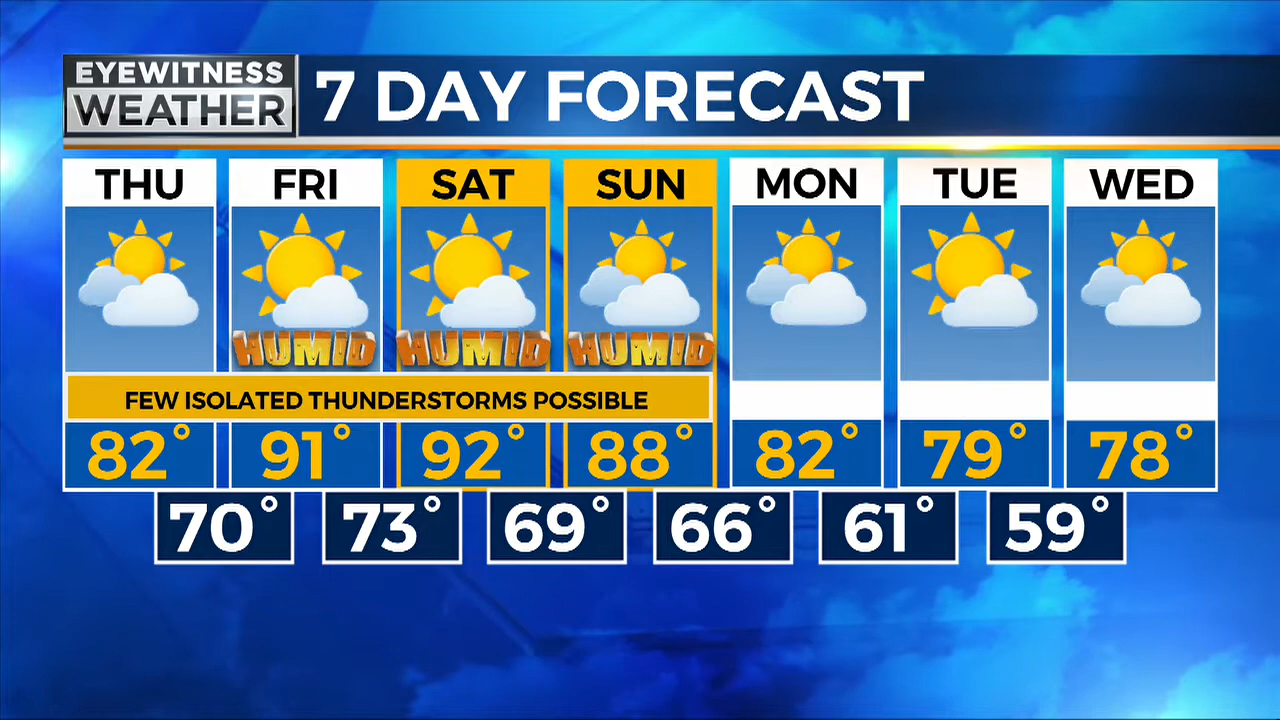 EYEWITNESS
WEATHER
7 DAY FORECAST
THU FRI SAT SUN MON TUE WED
HUMID HUMID HUMID
FEW ISOLATED THUNDERSTORMS POSSIBLE
82° 91° 92° 88° 82° 79° 78°
70° 73° 69° 66° 61° 59°